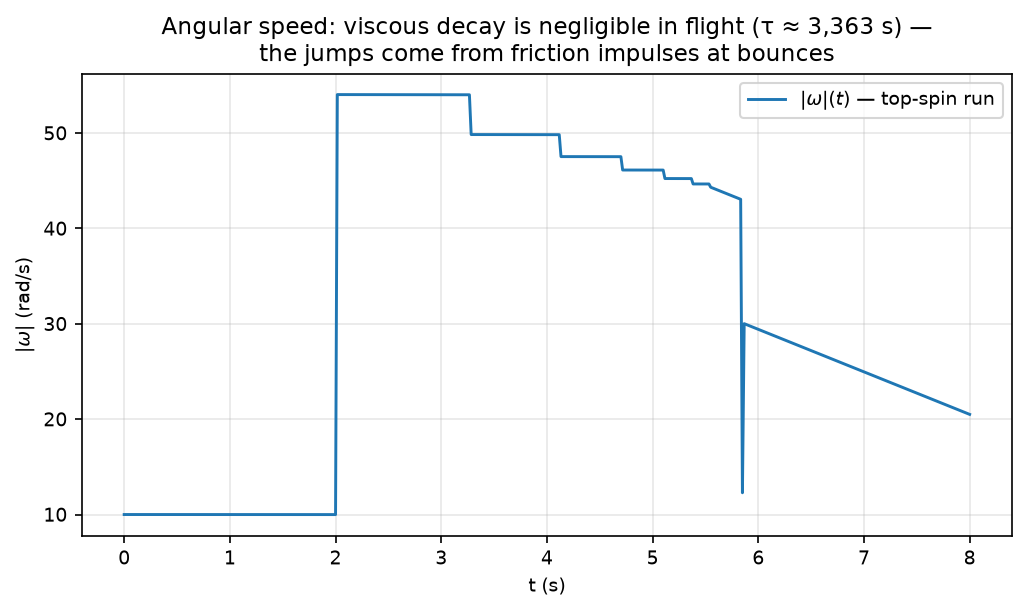 Angular speed: viscous decay is negligible in flight (τ ≈ 3,363 s) —
the jumps come from friction impulses at bounces
|ω|(t) — top-spin run
|ω| (rad/s)
50
40
30
20
10
0 1 2 3 4 5 6 7 8
t (s)